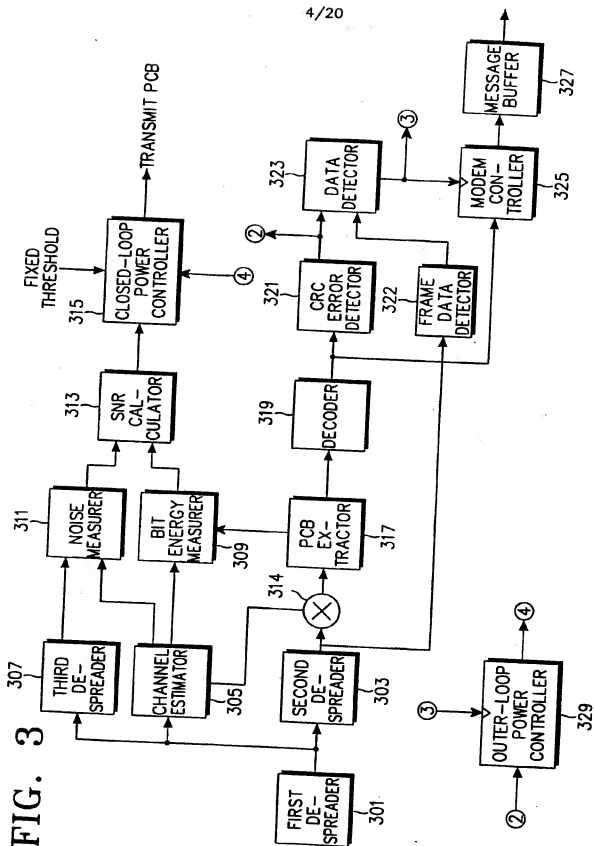 4/20
FIG. 3
FIRST
DE-
SPREADER
301
THIRD
DE-
SPREADER
307
CHANNEL
ESTIMATOR
305
SECOND
DE-
SPREADER
303
NOISE
MEASURER
311
BIT
ENERGY
MEASURER
309
314
PCB
EX-
TRACTOR
317
SNR
CAL-
CULATOR
313
FIXED
THRESHOLD
CLOSED-LOOP
POWER
CONTROLLER
315
TRANSMIT PCB
④
DECODER
319
CRC
ERROR
DETECTOR
321
②
FRAME
DATA
DETECTOR
322
DATA
DETECTOR
323
③
MODEM
CON-
TROLLER
325
MESSAGE
BUFFER
327
②
③
OUTER-LOOP
POWER
CONTROLLER
329
④